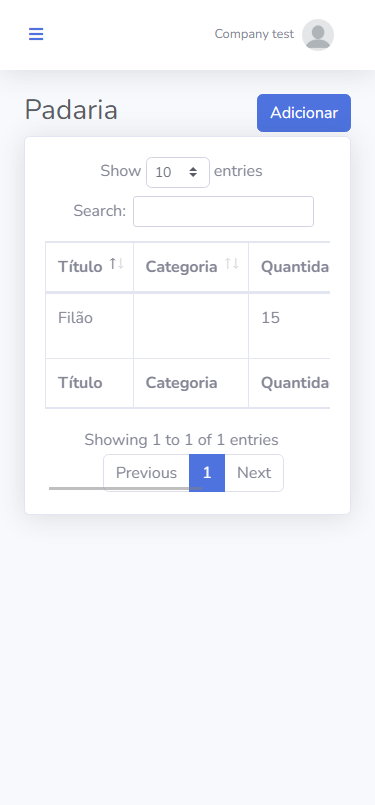 Company test
Padaria
Adicionar
Show 10 entries
Search:
Título Categoria Quantida
Filão 15
Título Categoria Quantida
Showing 1 to 1 of 1 entries
Previous 1 Next